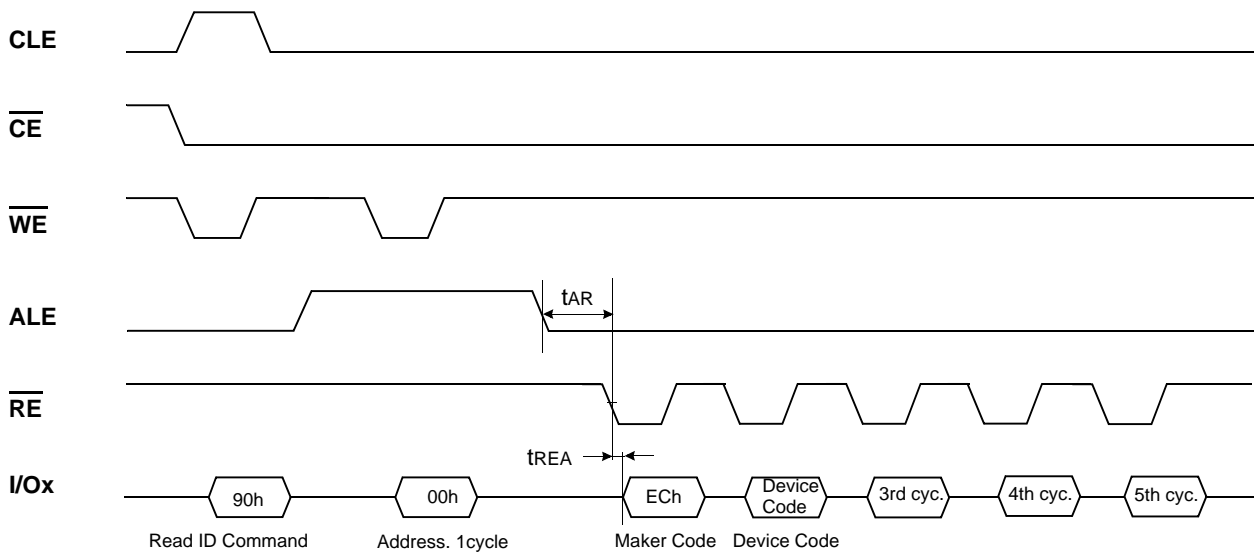 CLE
CE
WE
ALE
tAR
RE
tREA
I/Ox
90h
00h
ECh
Device
Code
3rd cyc.
4th cyc.
5th cyc.
Read ID Command
Address. 1cycle
Maker Code
Device Code